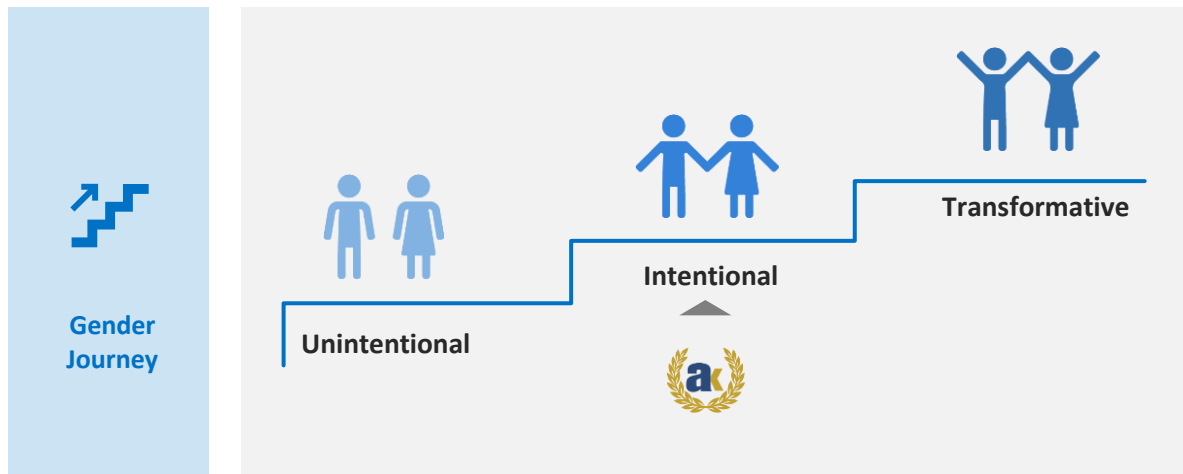 Gender
Journey
Unintentional
Intentional
Transformative
ak